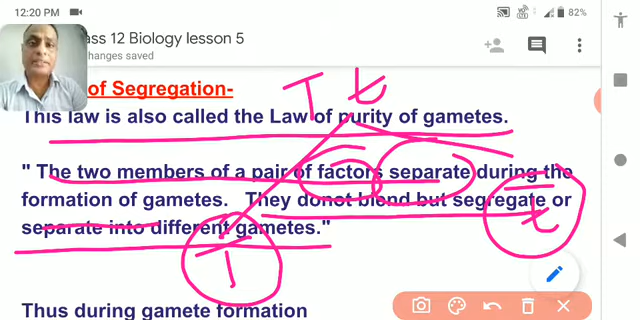 12:20 PM 82%
ass 12 Biology lesson 5
changes saved
of Segregation-
T t
This law is also called the Law of purity of gametes.
" The two members of a pair of factors separate during the
formation of gametes. They donot blend but segregate or
separate into different gametes."
T t
Thus during gamete formation